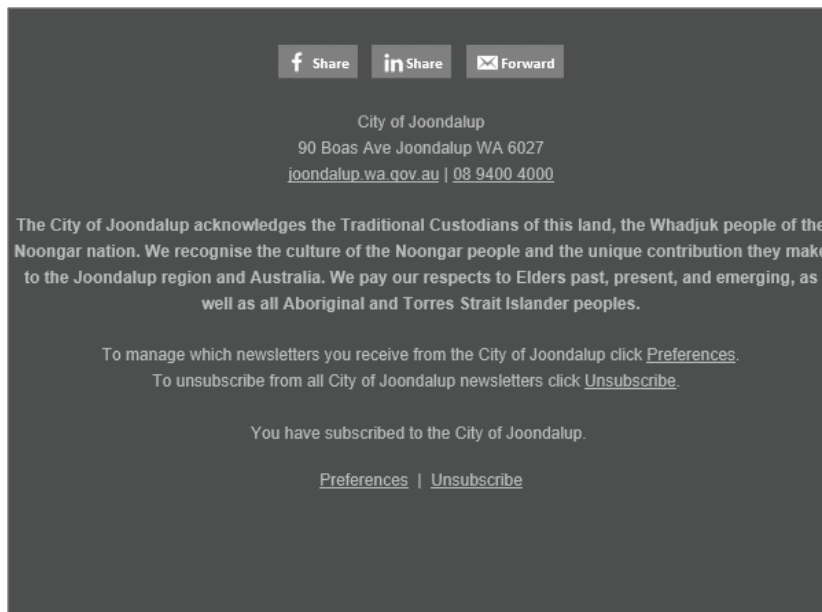 f Share in Share Forward
City of Joondalup
90 Boas Ave Joondalup WA 6027
joondalup.wa.gov.au | 08 9400 4000
The City of Joondalup acknowledges the Traditional Custodians of this land, the Whadjuk people of the
Noongar nation. We recognise the culture of the Noongar people and the unique contribution they make
to the Joondalup region and Australia. We pay our respects to Elders past, present, and emerging, as
well as all Aboriginal and Torres Strait Islander peoples.
To manage which newsletters you receive from the City of Joondalup click Preferences.
To unsubscribe from all City of Joondalup newsletters click Unsubscribe.
You have subscribed to the City of Joondalup.
Preferences | Unsubscribe